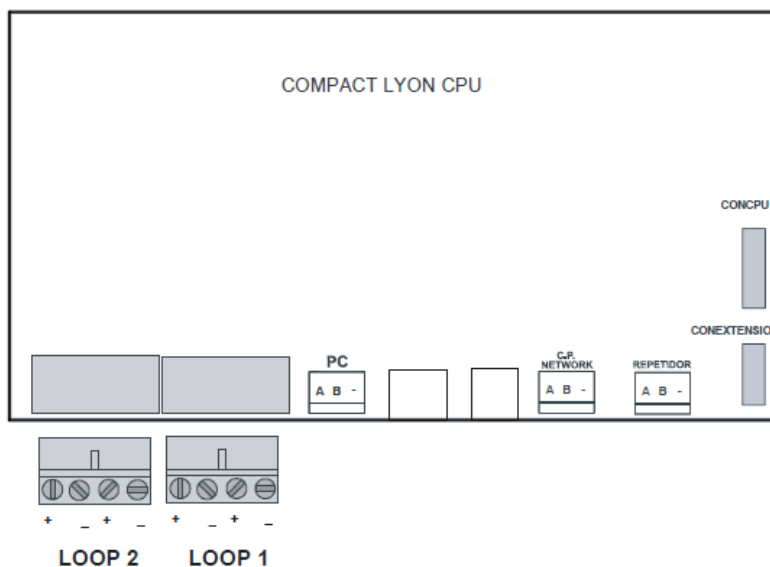 COMPACT LYON CPU
CONCPU
CONEXTENSIO
PC
A B -
C.P.
NETWORK
A B -
REPETIDOR
A B -
+ _ + _
+ _ + _
LOOP 2
LOOP 1